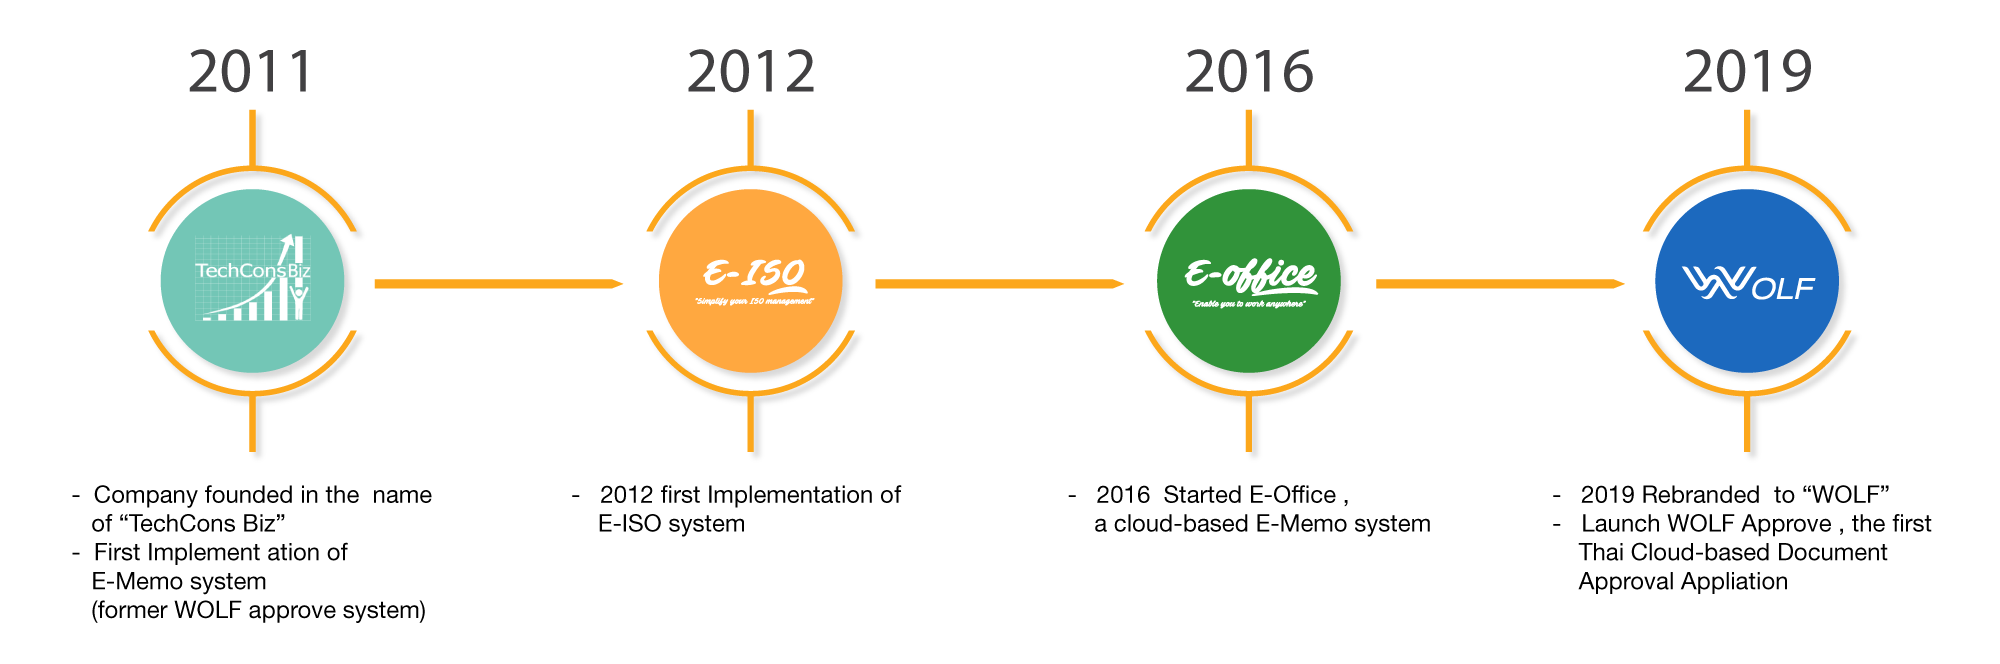 2011
TechConsBiz
- Company founded in the name
of “TechCons Biz”
- First Implement ation of
E-Memo system
(former WOLF approve system)
2012
E-ISO
"Simplify your ISO management"
- 2012 first Implementation of
E-ISO system
2016
E-office
"Enable you to work anywhere"
- 2016 Started E-Office ,
a cloud-based E-Memo system
2019
WOLF
- 2019 Rebranded to “WOLF”
- Launch WOLF Approve , the first
Thai Cloud-based Document
Approval Appliation